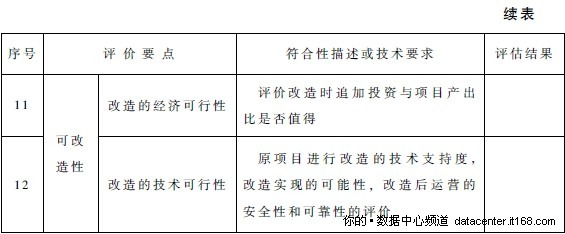 续表
序号 评价要点 符合性描述或技术要求 评估结果
11 可改造性 改造的经济可行性 评价改造时追加投资与项目产出比是否值得
12 改造的技术可行性 原项目进行改造的技术支持度，改造实现的可能性，改造后运营的安全性和可靠性的评价
你的·数据中心频道 datacenter.it168.com